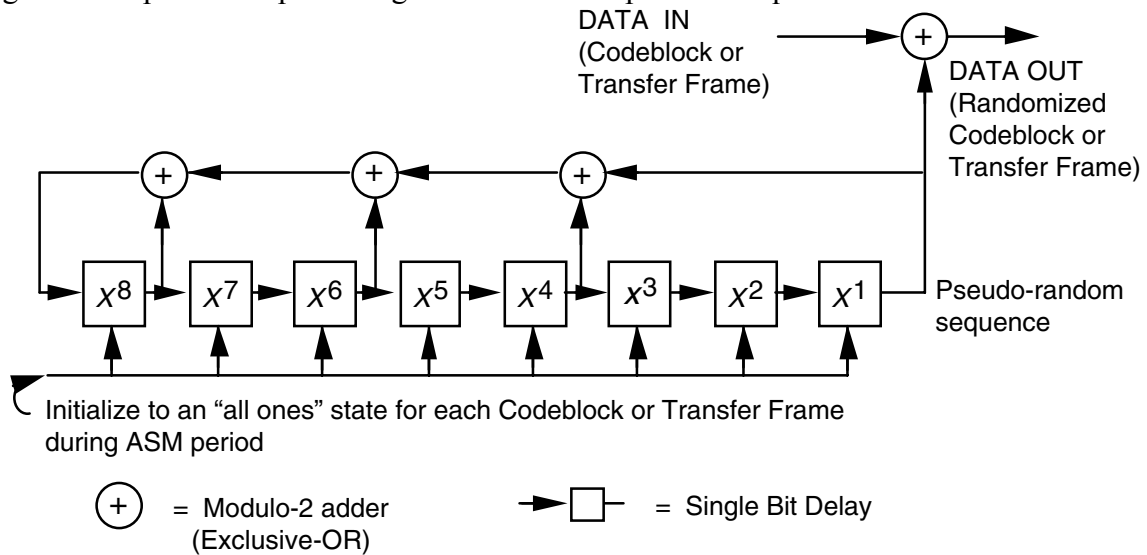 DATA IN
(Codeblock or
Transfer Frame)
+
DATA OUT
(Randomized
Codeblock or
Transfer Frame)
+ + +
x8 x7 x6 x5 x4 x3 x2 x1
Pseudo-random
sequence
Initialize to an “all ones” state for each Codeblock or Transfer Frame
during ASM period
+ = Modulo-2 adder
(Exclusive-OR)
= Single Bit Delay